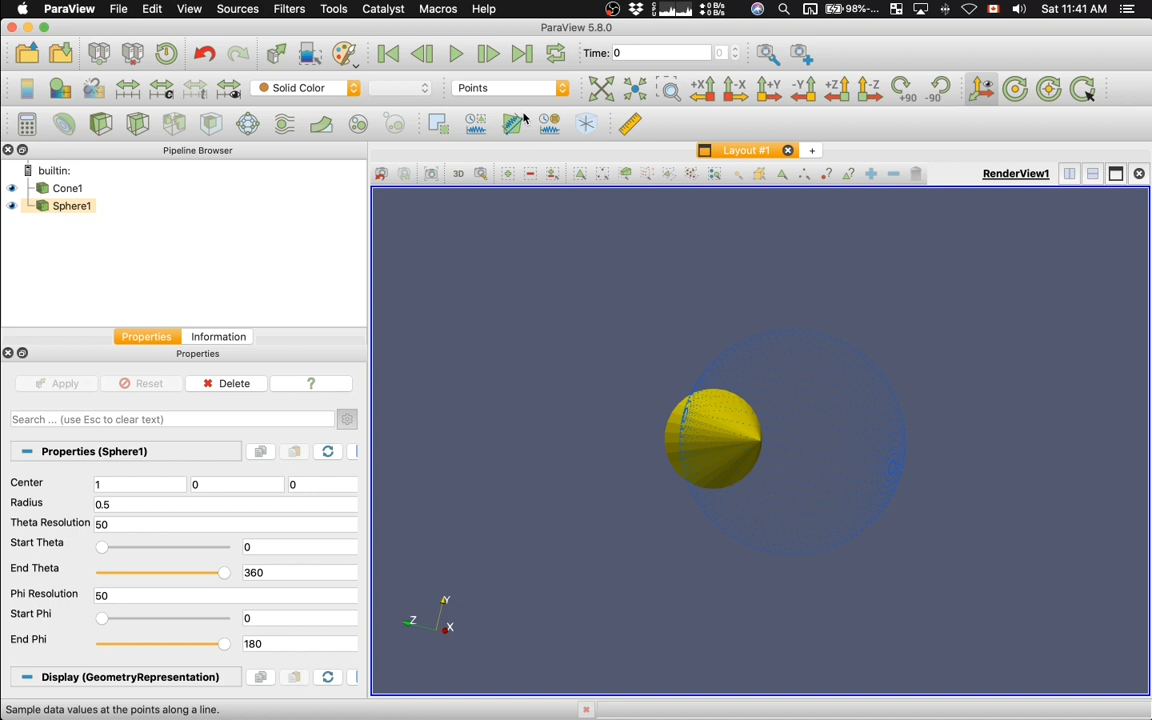 ParaView File Edit View Sources Filters Tools Catalyst Macros Help 0 B/s 0 B/s 98% Sat 11:41 AM
ParaView 5.8.0
Time: 0 0
Solid Color Points +X -X +Y -Y +Z -Z +90 -90
Pipeline Browser Layout #1 +
builtin: 3D RenderView1
Cone1
Sphere1
Properties Information
Properties
Apply Reset Delete ?
Search ... (use Esc to clear text)
Properties (Sphere1)
Center 1 0 0
Radius 0.5
Theta Resolution 50
Start Theta 0
End Theta 360
Phi Resolution 50
Start Phi 0
End Phi 180
Display (GeometryRepresentation)
Y
Z X
Sample data values at the points along a line.